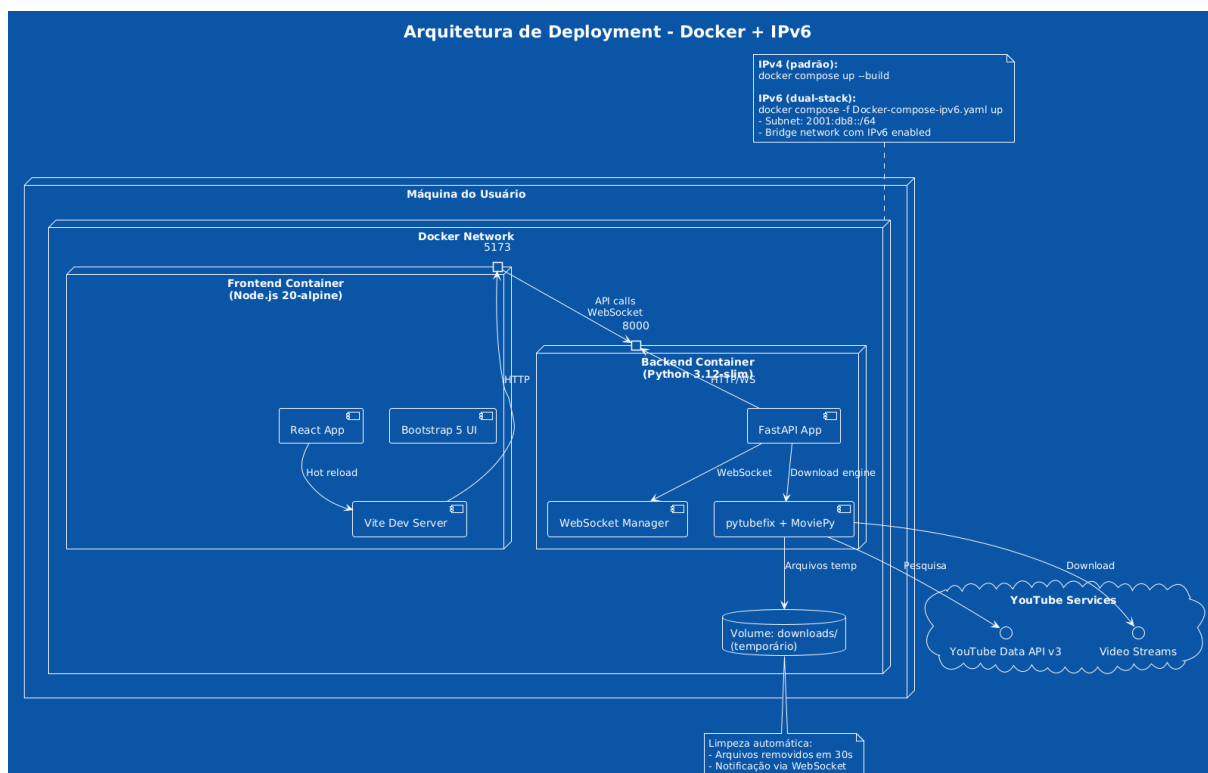 Arquitetura de Deployment - Docker + IPv6
IPv4 (padrão):
docker compose up --build
IPv6 (dual-stack):
docker compose -f Docker-compose-ipv6.yaml up
- Subnet: 2001:db8::/64
- Bridge network com IPv6 enabled
Máquina do Usuário
Docker Network
5173
Frontend Container
(Node.js 20-alpine)
API calls
WebSocket
8000
Backend Container
(Python 3.12-slim)
HTTP
HTTP/WS
React App
Bootstrap 5 UI
FastAPI App
Hot reload
WebSocket
Download engine
Vite Dev Server
WebSocket Manager
pytubefix + MoviePy
Arquivos temp
Pesquisa
Download
YouTube Services
Volume: downloads/
(temporário)
YouTube Data API v3
Video Streams
Limpeza automática:
- Arquivos removidos em 30s
- Notificação via WebSocket